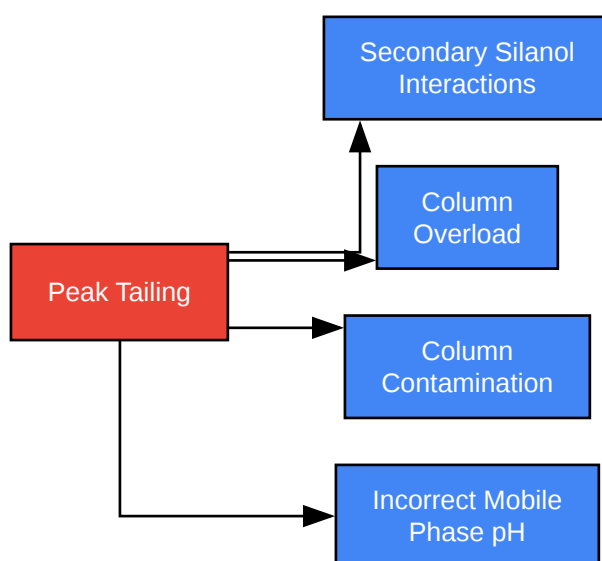 Secondary Silanol
Interactions
Column
Overload
Peak Tailing
Column
Contamination
Incorrect Mobile
Phase pH